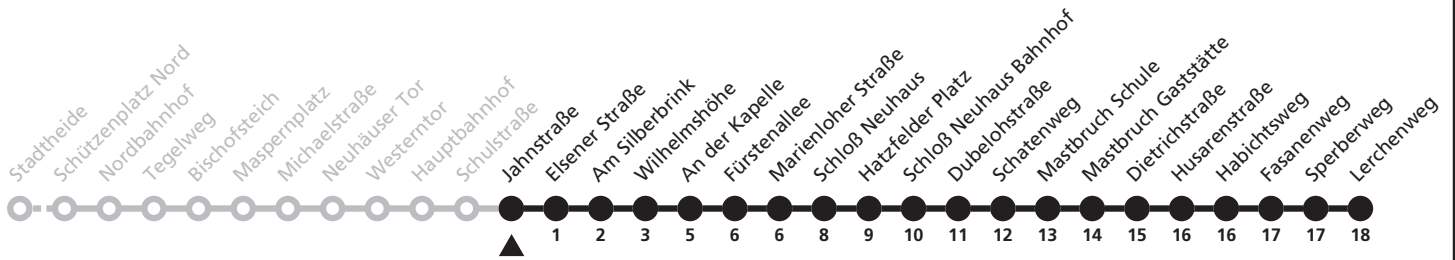 Stadtheide
Schützenplatz Nord
Nordbahnhof
Tegelweg
Bischofsteich
Maspernplatz
Michaelstraße
Neuhäuser Tor
Westerntor
Hauptbahnhof
Schulstraße
Jahnstraße
Elsener Straße
Am Silberbrink
Wilhelmshöhe
An der Kapelle
Fürstenallee
Marienloher Straße
Schloß Neuhaus
Hatzfelder Platz
Schloß Neuhaus Bahnhof
Dubelohstraße
Schatenweg
Mastbruch Schule
Mastbruch Gaststätte
Dietrichstraße
Husarenstraße
Habichtsweg
Fasanenweg
Sperberweg
Lerchenweg
1 2 3 5 6 6 8 9 10 11 12 13 14 15 16 16 17 17 18